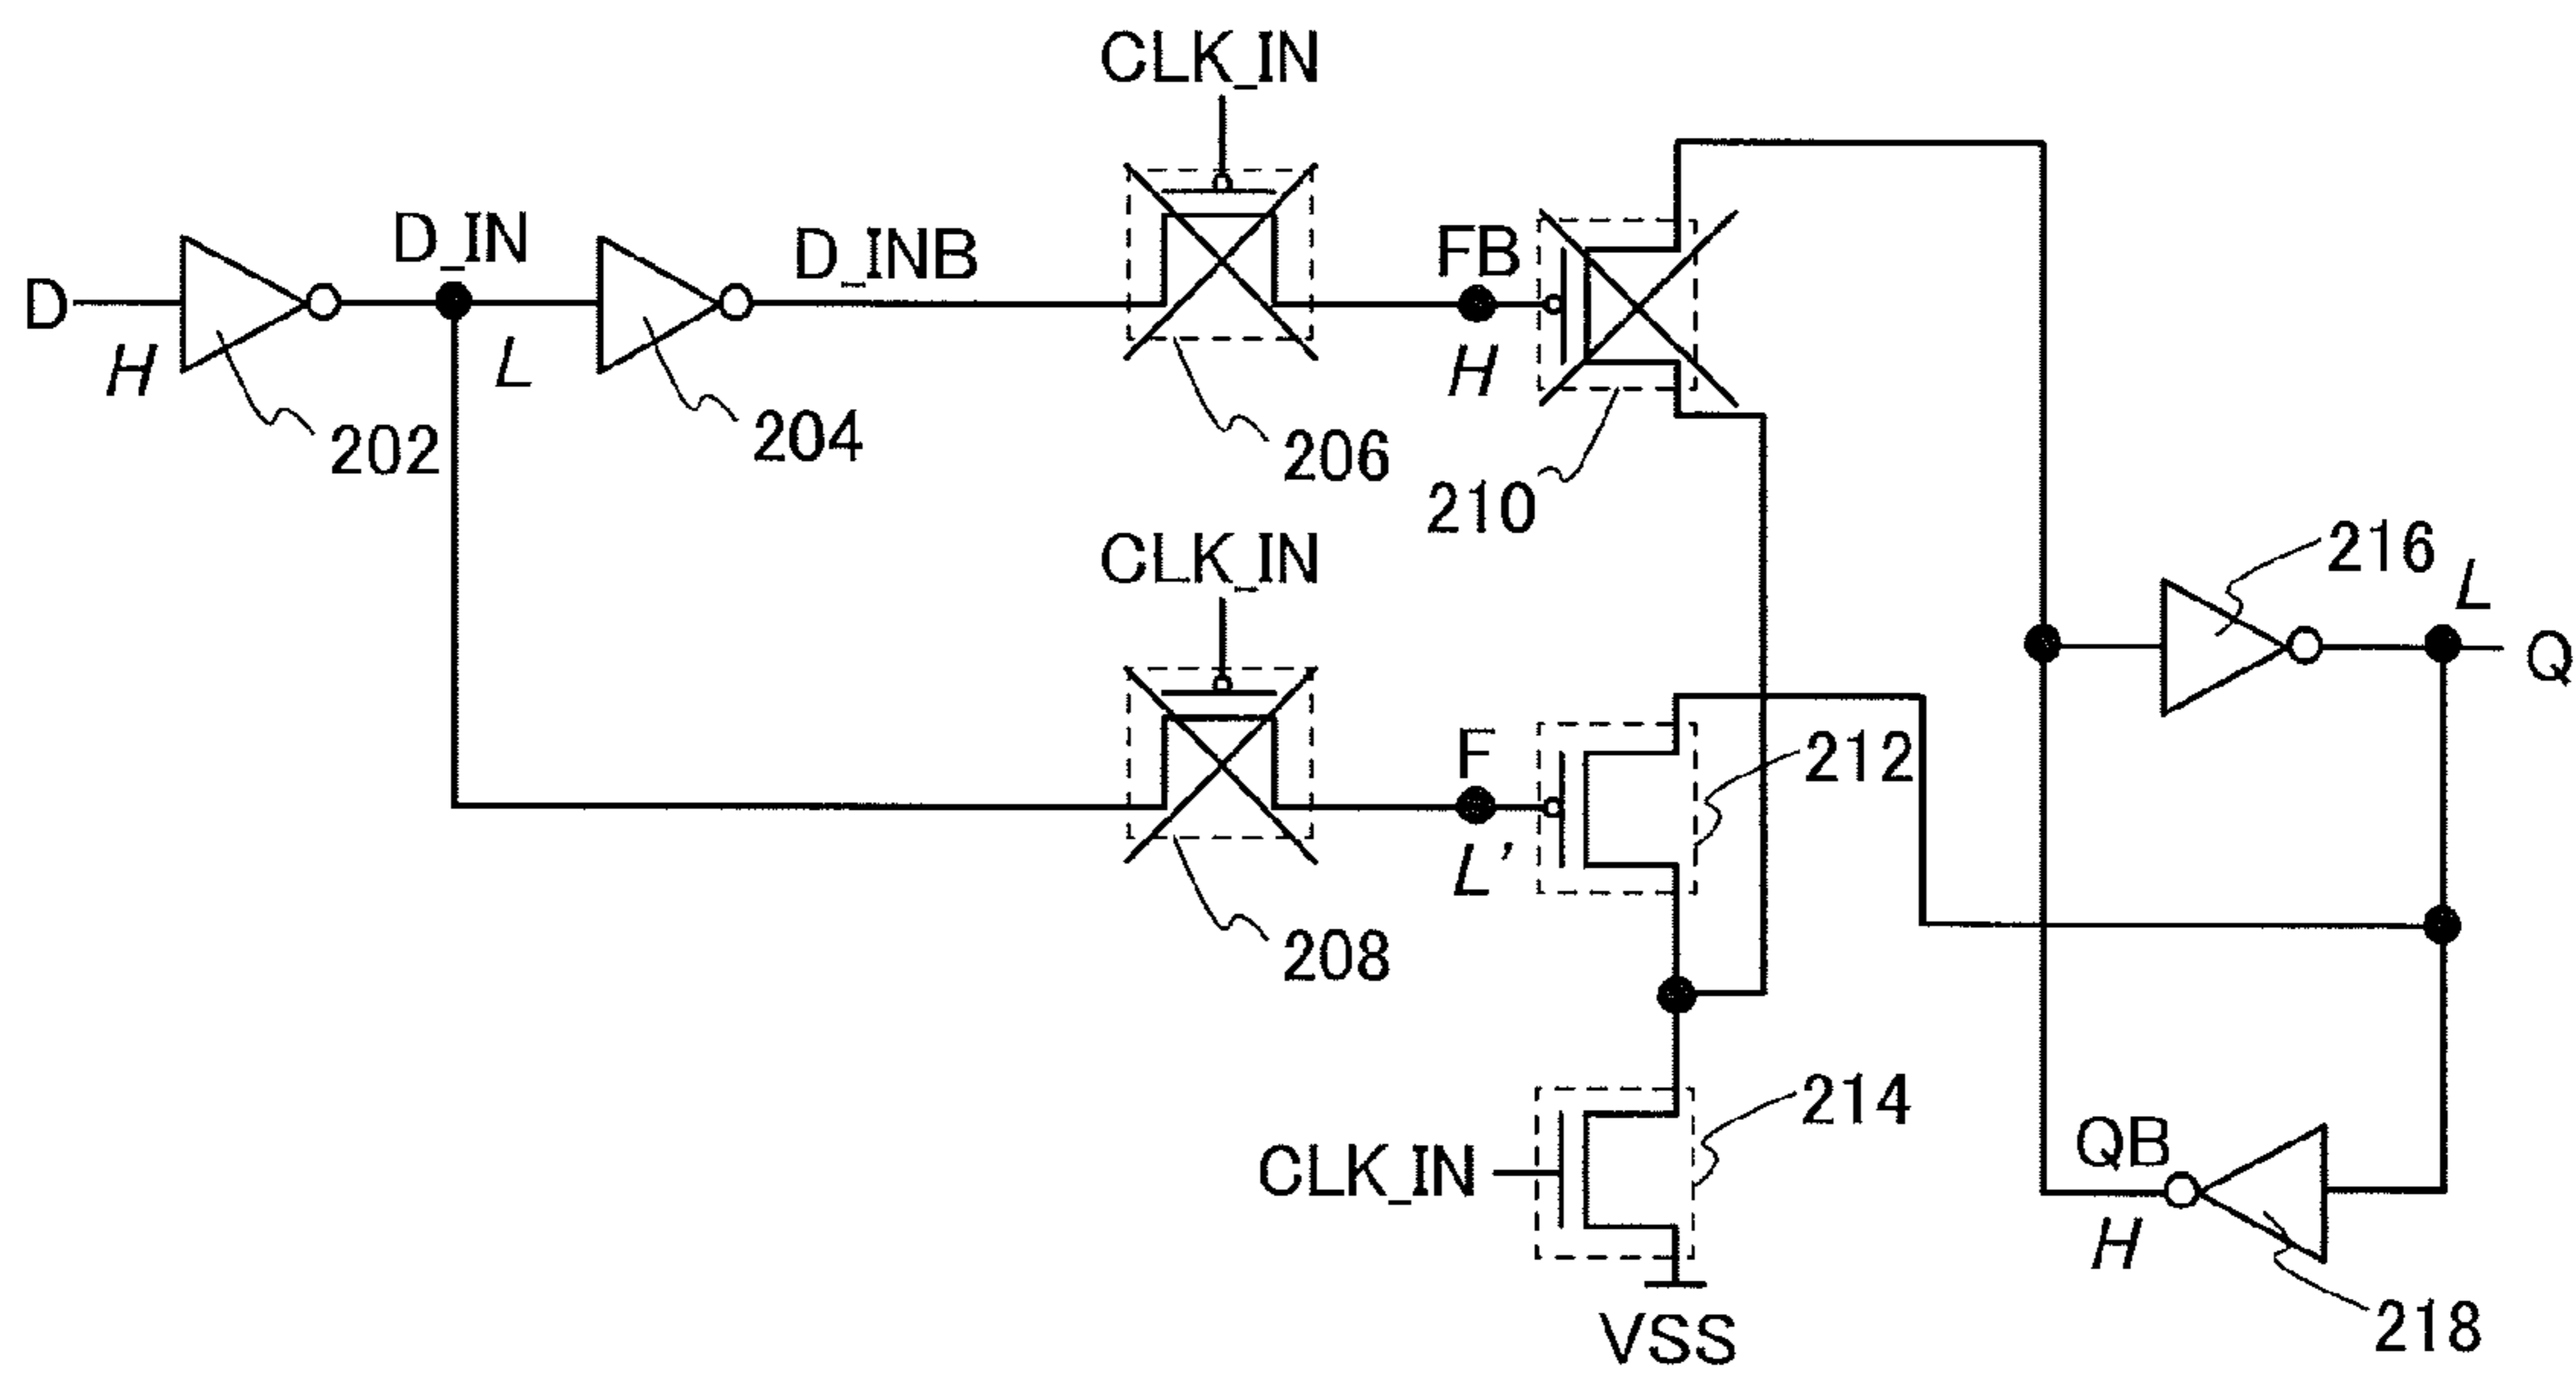 CLK_IN
D_IN
D_INB
FB
D
H
L
H
202
204
206
210
CLK_IN
216
L
Q
F
212
L'
208
214
CLK_IN
QB
H
VSS
218